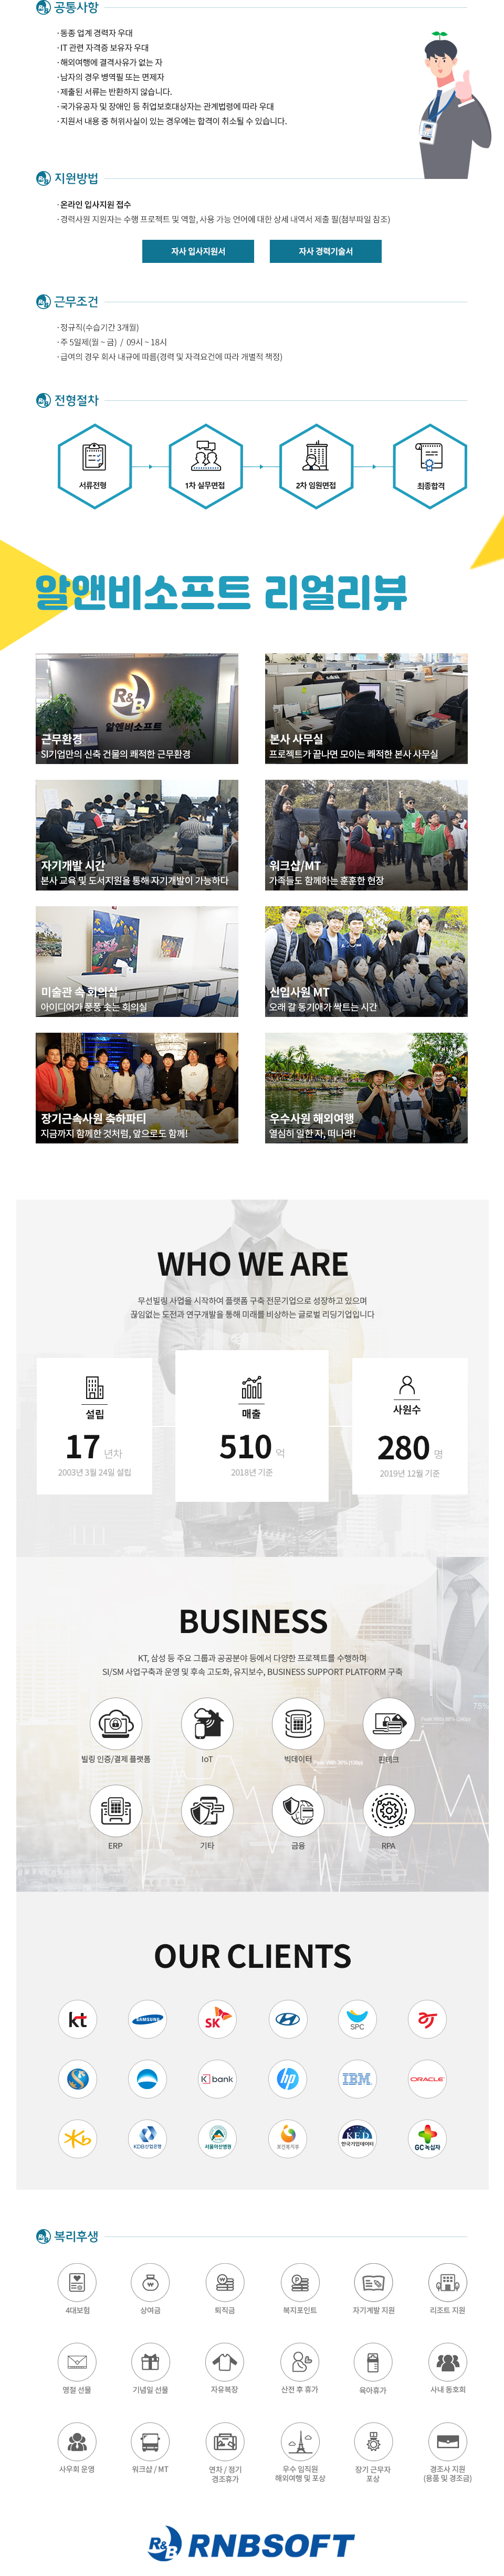 R&B 공통사항
· 동종 업계 경력자 우대
· IT 관련 자격증 보유자 우대
· 해외여행에 결격사유가 없는 자
· 남자의 경우 병역필 또는 면제자
· 제출된 서류는 반환하지 않습니다.
· 국가유공자 및 장애인 등 취업보호대상자는 관계법령에 따라 우대
· 지원서 내용 중 허위사실이 있는 경우에는 합격이 취소될 수 있습니다.
R&B 지원방법
· 온라인 입사지원 접수
· 경력사원 지원자는 수행 프로젝트 및 역할, 사용 가능 언어에 대한 상세 내역서 제출 필(첨부파일 참조)
자사 입사지원서 자사 경력기술서
R&B 근무조건
· 정규직(수습기간 3개월)
· 주 5일제(월 ~ 금) / 09시 ~ 18시
· 급여의 경우 회사 내규에 따름(경력 및 자격요건에 따라 개별적 책정)
R&B 전형절차
서류전형 1차 실무면접 2차 임원면접 최종합격
알앤비소프트 리얼리뷰
R&B
알앤비소프트
근무환경
SI기업만의 신축 건물의 쾌적한 근무환경
본사 사무실
프로젝트가 끝나면 모이는 쾌적한 본사 사무실
자기개발 시간
본사 교육 및 도서지원을 통해 자기개발이 가능하다
워크샵/MT
가족들도 함께하는 훈훈한 현장
미술관 속 회의실
아이디어가 퐁퐁 솟는 회의실
신입사원 MT
오래 갈 동기애가 싹트는 시간
장기근속사원 축하파티
지금까지 함께한 것처럼, 앞으로도 함께!
우수사원 해외여행
열심히 일한 자, 떠나라!
WHO WE ARE
무선빌링 사업을 시작하여 플랫폼 구축 전문기업으로 성장하고 있으며
끊임없는 도전과 연구개발을 통해 미래를 비상하는 글로벌 리딩기업입니다
설립
17 년차
2003년 3월 24일 설립
매출
510 억
2018년 기준
사원수
280 명
2019년 12월 기준
BUSINESS
KT, 삼성 등 주요 그룹과 공공분야 등에서 다양한 프로젝트를 수행하며
SI/SM 사업구축과 운영 및 후속 고도화, 유지보수, BUSINESS SUPPORT PLATFORM 구축
75%
빌링 인증/결제 플랫폼 IoT 빅데이터 핀테크
ERP 기타 금융 RPA
OUR CLIENTS
kt SAMSUNG SK SPC
K bank hp IBM ORACLE
Kb KDB산업은행 서울아산병원 보건복지부 KED 한국기업데이터 GC녹십자
R&B 복리후생
4대보험 상여금 퇴직금 복지포인트 자기개발 지원 리조트 지원
명절 선물 기념일 선물 자유복장 산전 후 휴가 육아휴가 사내 동호회
사우회 운영 워크샵 / MT 연차 / 정기 경조휴가 우수 임직원 해외여행 및 포상 장기 근무자 포상 경조사 지원 (용품 및 경조금)
R&B RNBSOFT